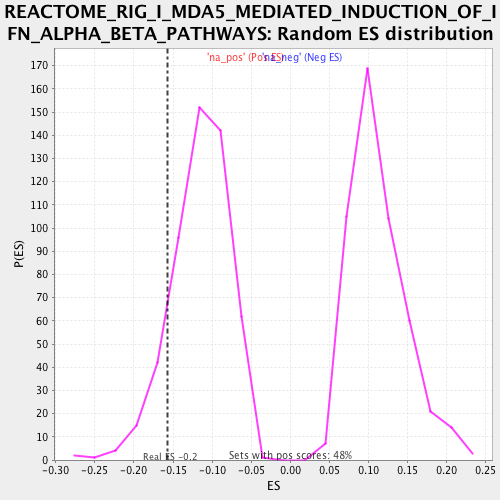 REACTOME_RIG_I_MDA5_MEDIATED_INDUCTION_OF_I
FN_ALPHA_BETA_PATHWAYS: Random ES distribution
'na_pos' (Pos ES)
'na_neg' (Neg ES)
170
160
150
140
130
120
110
100
90
80
70
60
50
40
30
20
10
0
P(ES)
Real ES -0.2
Sets with pos scores: 48%
-0.30 -0.25 -0.20 -0.15 -0.10 -0.05 0.00 0.05 0.10 0.15 0.20 0.25
ES